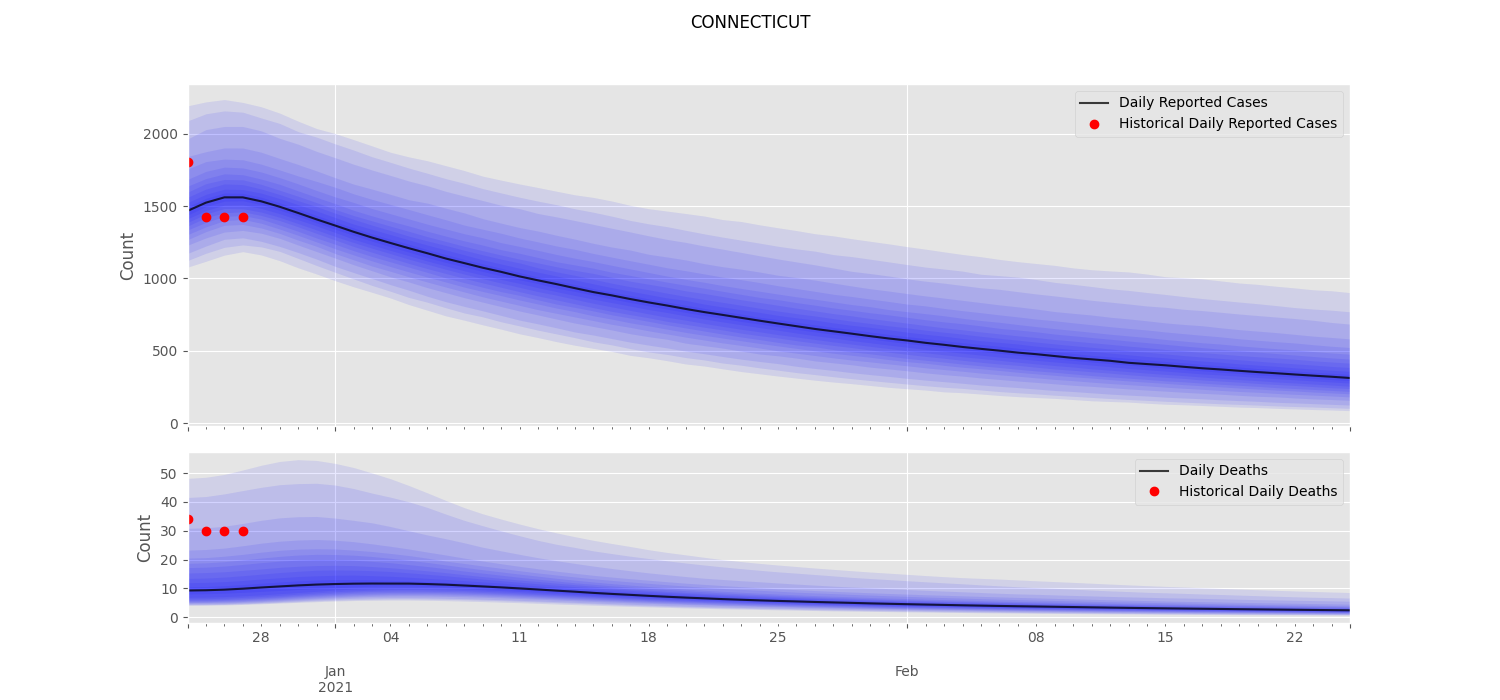 CONNECTICUT
Daily Reported Cases
Historical Daily Reported Cases
Count
2000
1500
1000
500
0
Daily Deaths
Historical Daily Deaths
Count
50
40
30
20
10
0
28 04 11 18 25 08 15 22
Jan Feb
2021